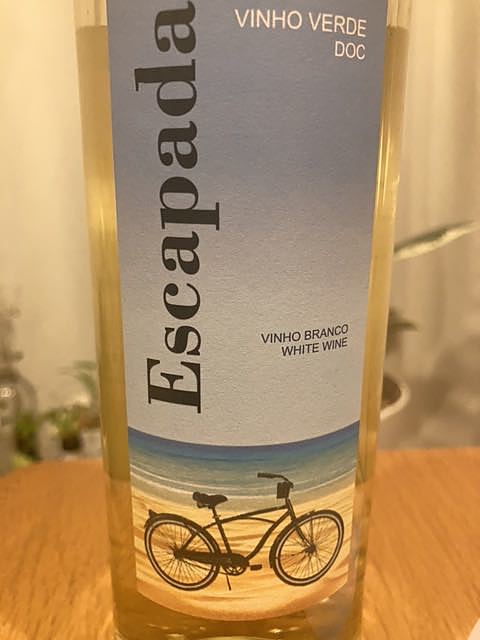 VINHO VERDE
DOC
Escapada
VINHO BRANCO
WHITE WINE